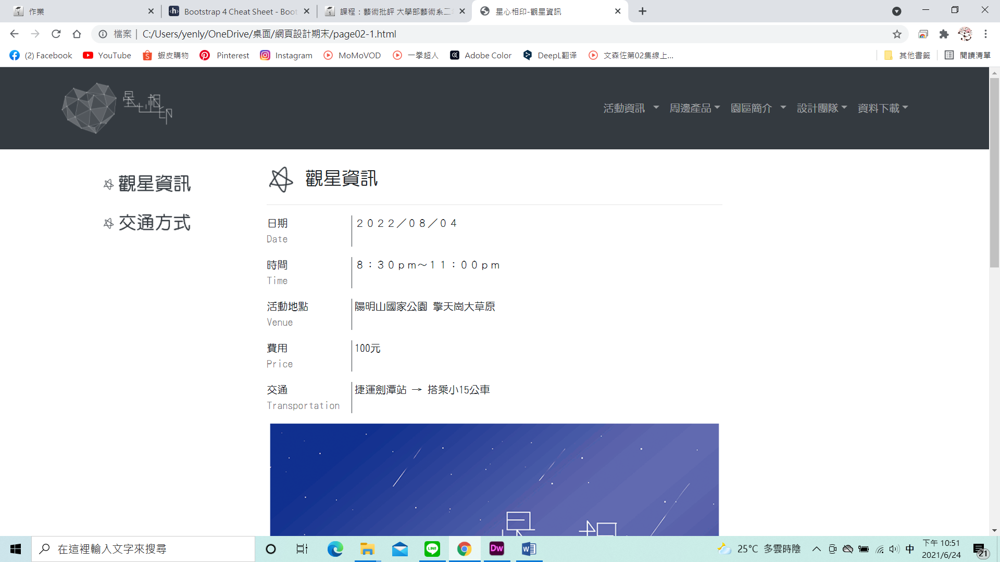 作業
Bootstrap 4 Cheat Sheet - Boot
課程：藝術批評 大學部藝術系二
星心相印-觀星資訊
檔案 | C:/Users/yenly/OneDrive/桌面/網頁設計期末/page02-1.html
(2) Facebook
YouTube
蝦皮購物
Pinterest
Instagram
MoMoVOD
一拳超人
Adobe Color
DeepL翻译
文森佐第02集線上...
其他書籤
閱讀清單
星心相印
活動資訊
周邊產品
園區簡介
設計團隊
資料下載
觀星資訊
交通方式
觀星資訊
日期
Date
２０２２／０８／０４
時間
Time
８：３０ｐｍ～１１：００ｐｍ
活動地點
Venue
陽明山國家公園 擎天崗大草原
費用
Price
100元
交通
Transportation
捷運劍潭站 → 搭乘小15公車
在這裡輸入文字來搜尋
LINE
Dw
W
25°C 多雲時陰
中
下午 10:51
2021/6/24
21